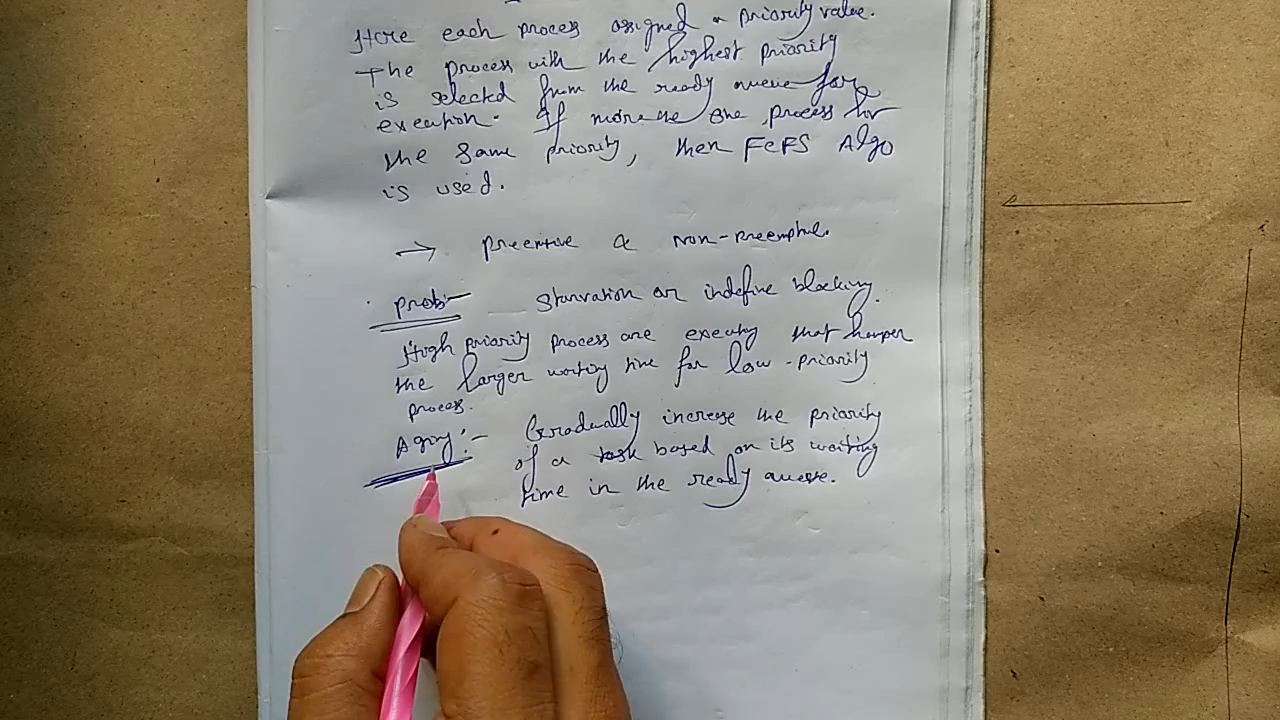 Here each process assigned a priority value.
The process with the highest priority
is selected from the ready queue for
execution. If more the one process hv
the same priority, then FCFS Algo
is used.
→ Preemtive & Non-preemptive.
Prob:- Starvation or indefine blocking.
High priority process are executing that hamper
the larger waiting time for low-priority
process.
Aging:- Gradually increase the priority
of a task based on its waiting
time in the ready queue.